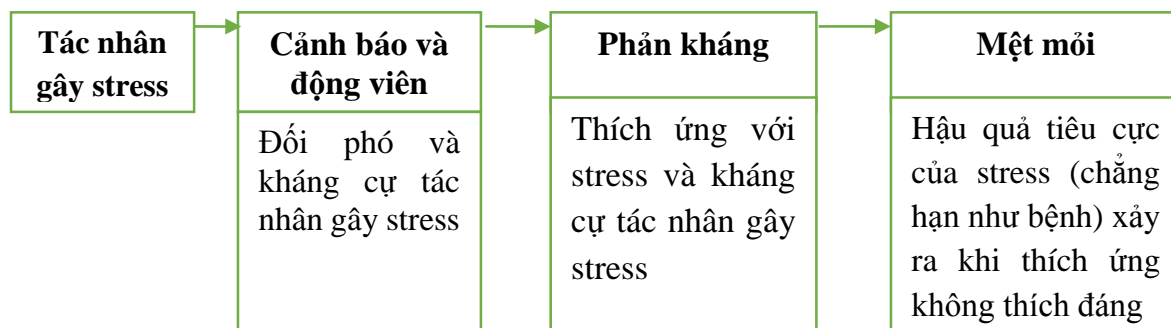 Tác nhân
gây stress
Cảnh báo và
động viên
Đối phó và
kháng cự tác
nhân gây stress
Phản kháng
Thích ứng với
stress và kháng
cự tác nhân gây
stress
Mệt mỏi
Hậu quả tiêu cực
của stress (chẳng
hạn như bệnh) xảy
ra khi thích ứng
không thích đáng